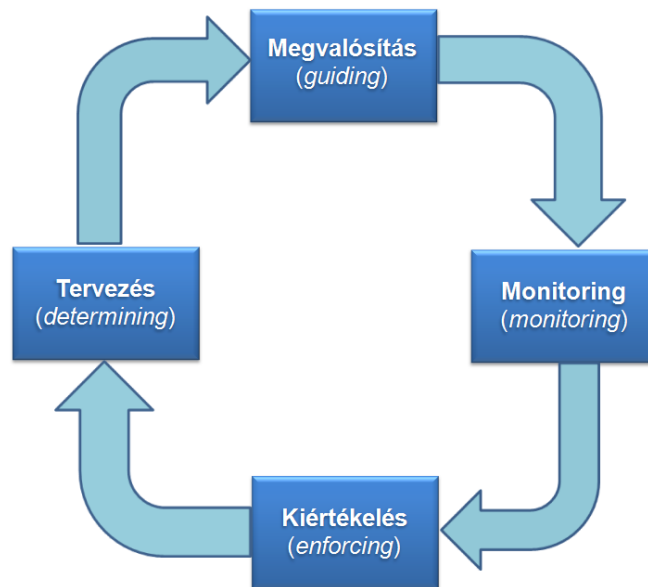 Megvalósítás
(guiding)
Tervezés
(determining)
Monitoring
(monitoring)
Kiértékelés
(enforcing)